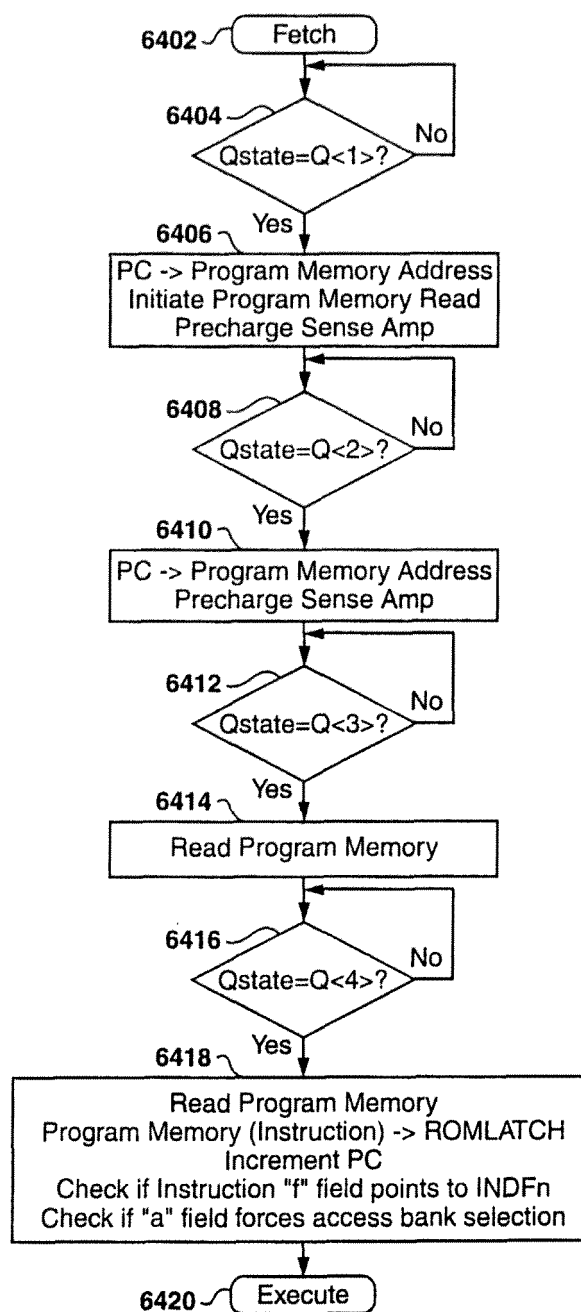 6402
Fetch
6404
Qstate=Q<1>?
No
Yes
6406
PC -> Program Memory Address
Initiate Program Memory Read
Precharge Sense Amp
6408
Qstate=Q<2>?
No
Yes
6410
PC -> Program Memory Address
Precharge Sense Amp
6412
Qstate=Q<3>?
No
Yes
6414
Read Program Memory
6416
Qstate=Q<4>?
No
Yes
6418
Read Program Memory
Program Memory (Instruction) -> ROMLATCH
Increment PC
Check if Instruction "f" field points to INDFn
Check if "a" field forces access bank selection
6420
Execute